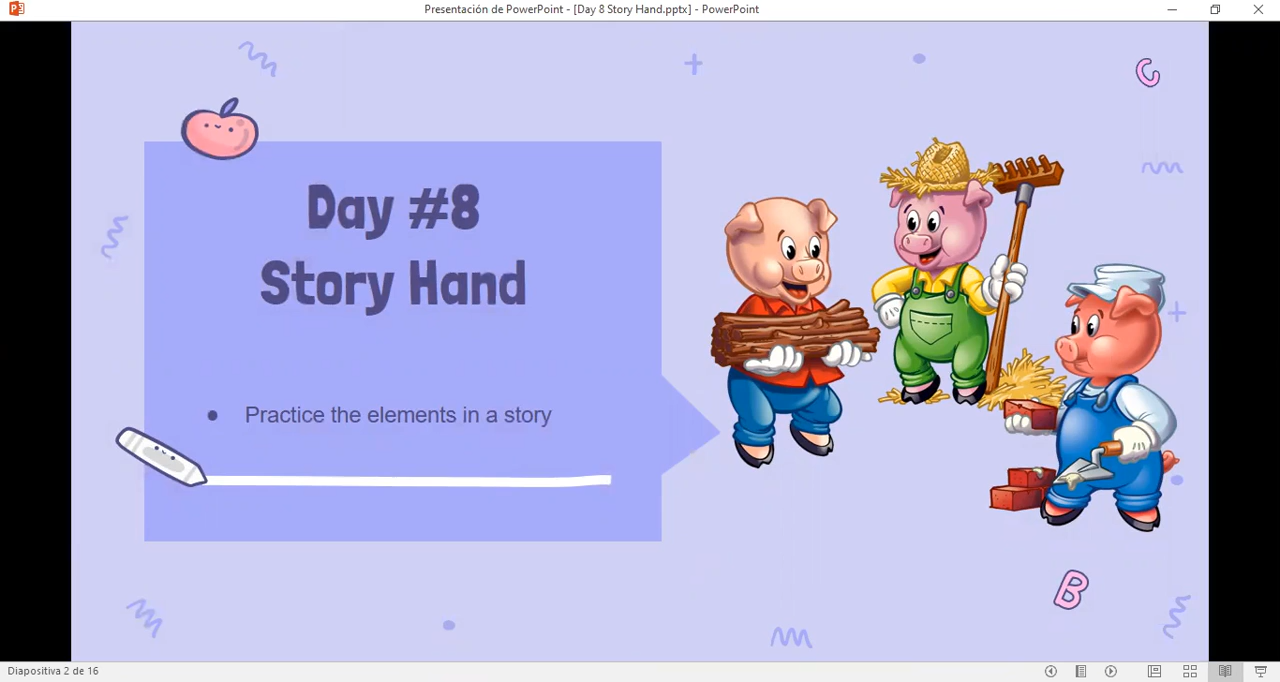 Presentación de PowerPoint - [Day 8 Story Hand.pptx] - PowerPoint
C
Day #8
Story Hand
• Practice the elements in a story
B
Diapositiva 2 de 16